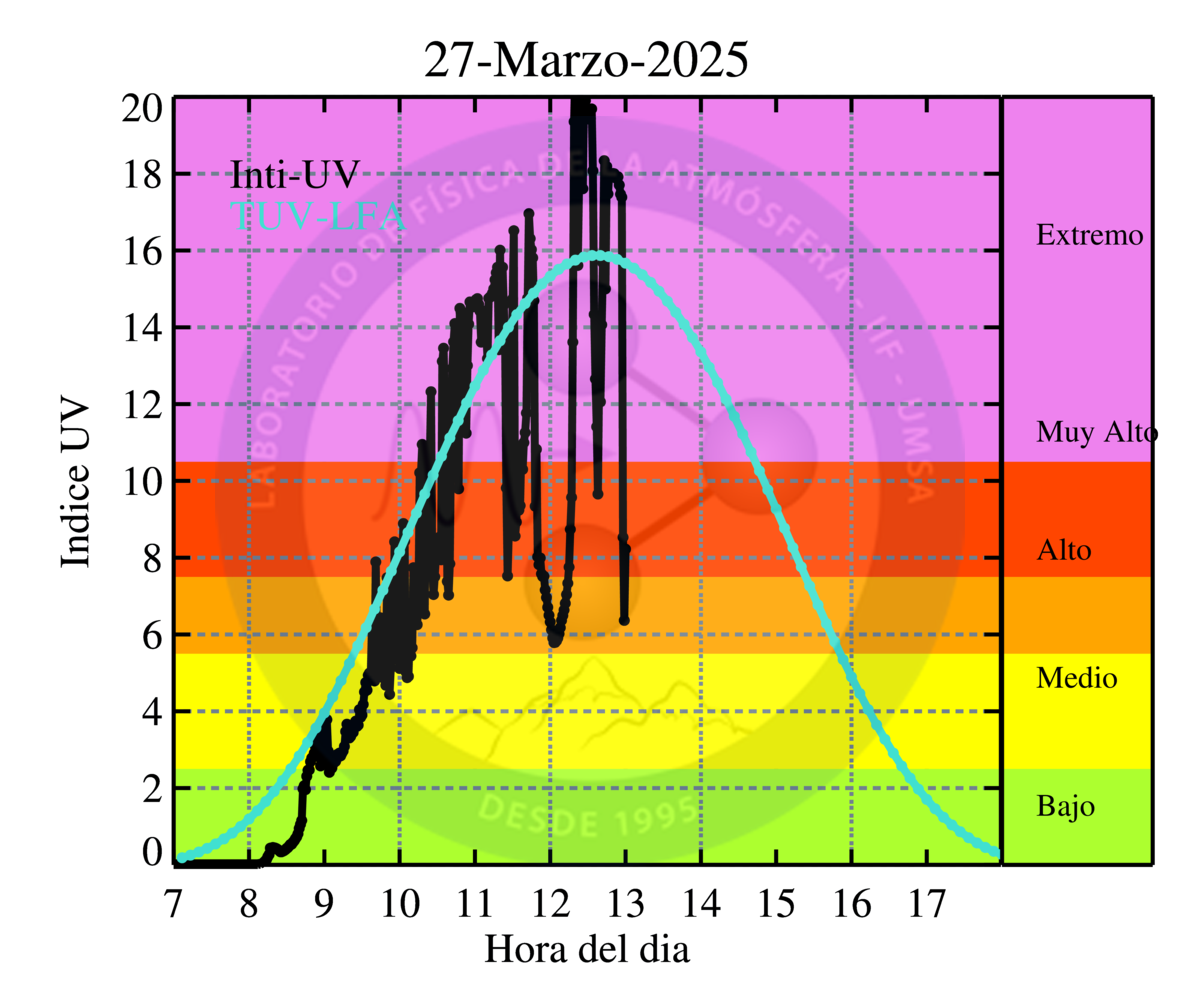 27-Marzo-2025
Inti-UV
TUV-LFA
Indice UV
20
18
16
14
12
10
8
6
4
2
0
7 8 9 10 11 12 13 14 15 16 17
Hora del dia
Extremo
Muy Alto
Alto
Medio
Bajo
LABORATORIO DE FÍSICA DE LA ATMÓSFERA - IIF - UMSA
DESDE 1995